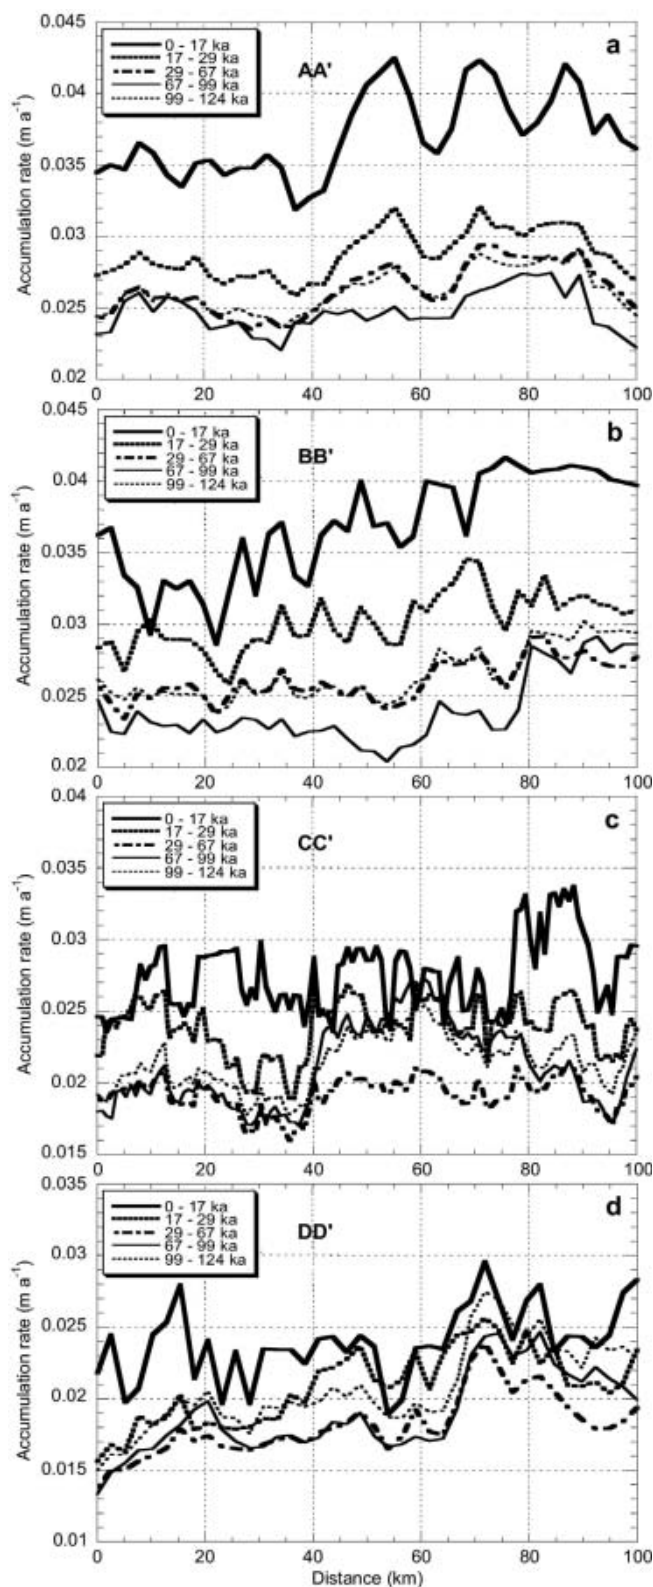 0.045
0 - 17 ka
17 - 29 ka
29 - 67 ka
67 - 99 ka
99 - 124 ka
AA'
a
0.04
0.035
0.03
0.025
0.02
Accumulation rate (m a⁻¹)
0 20 40 60 80 100
0.045
0 - 17 ka
17 - 29 ka
29 - 67 ka
67 - 99 ka
99 - 124 ka
BB'
b
0.04
0.035
0.03
0.025
0.02
Accumulation rate (m a⁻¹)
0 20 40 60 80 100
0.04
0 - 17 ka
17 - 29 ka
29 - 67 ka
67 - 99 ka
99 - 124 ka
CC'
c
0.035
0.03
0.025
0.02
0.015
Accumulation rate (m a⁻¹)
0 20 40 60 80 100
0.035
0 - 17 ka
17 - 29 ka
29 - 67 ka
67 - 99 ka
99 - 124 ka
DD'
d
0.03
0.025
0.02
0.015
0.01
Accumulation rate (m a⁻¹)
0 20 40 60 80 100
Distance (km)